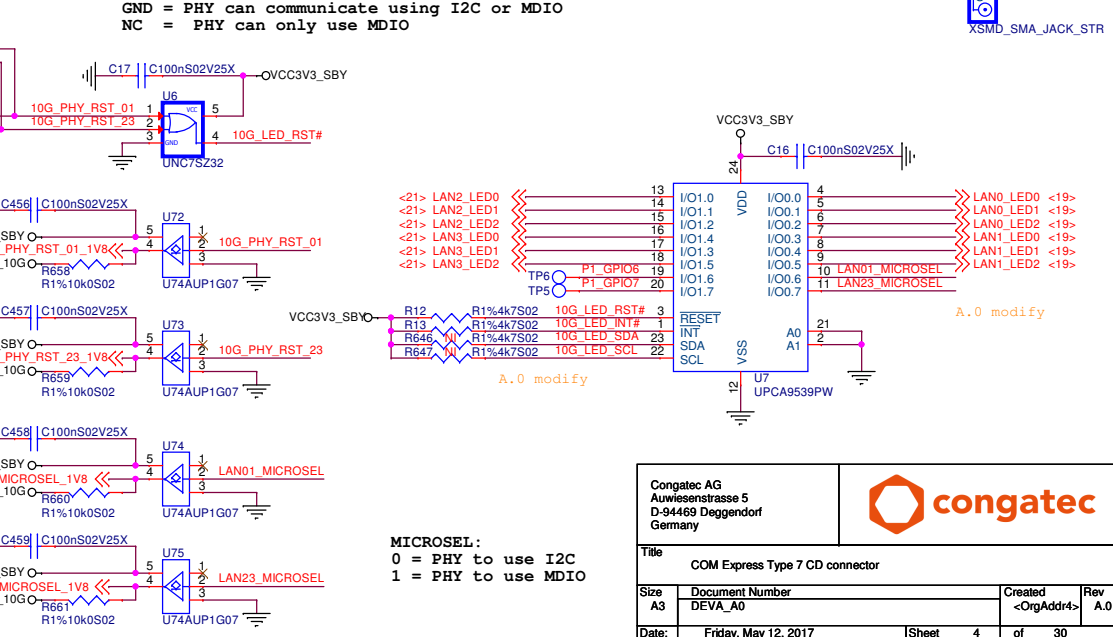 GND = PHY can communicate using I2C or MDIO
NC  =  PHY can only use MDIO
XSMD_SMA_JACK_STR
C17 C100nS02V25X VCC3V3_SBY
U6
10G_PHY_RST_01 1 VCC 5
10G_PHY_RST_23 2
3 GND 4 10G_LED_RST#
UNC7SZ32
C456 C100nS02V25X
U72
SBY 5 1
_PHY_RST_01_1V8 4 2 10G_PHY_RST_01
_10G 3
R658
R1%10k0S02 U74AUP1G07
C457 C100nS02V25X
U73
SBY 5 1
_PHY_RST_23_1V8 4 2 10G_PHY_RST_23
_10G 3
R659
R1%10k0S02 U74AUP1G07
C458 C100nS02V25X
U74
SBY 5 1
MICROSEL_1V8 4 2 LAN01_MICROSEL
_10G 3
R660
R1%10k0S02 U74AUP1G07
C459 C100nS02V25X
U75
SBY 5 1
MICROSEL_1V8 4 2 LAN23_MICROSEL
_10G 3
R661
R1%10k0S02 U74AUP1G07
VCC3V3_SBY
C16 C100nS02V25X
24
VDD
<21> LAN2_LED0 13 I/O1.0 I/O0.0 4 LAN0_LED0 <19>
<21> LAN2_LED1 14 I/O1.1 I/O0.1 5 LAN0_LED1 <19>
<21> LAN2_LED2 15 I/O1.2 I/O0.2 6 LAN0_LED2 <19>
<21> LAN3_LED0 16 I/O1.4 I/O0.3 7 LAN1_LED0 <19>
<21> LAN3_LED1 17 I/O1.3 I/O0.4 8 LAN1_LED1 <19>
<21> LAN3_LED2 18 I/O1.5 I/O0.5 9 LAN1_LED2 <19>
TP6 P1_GPIO6 19 I/O1.6 I/O0.6 10 LAN01_MICROSEL
TP5 P1_GPIO7 20 I/O1.7 I/O0.7 11 LAN23_MICROSEL
A.0 modify
VCC3V3_SBY R12 R1%4k7S02 10G_LED_RST# 3 RESET
R13 R1%4k7S02 10G_LED_INT# 1 INT A0 21
R646 NI R1%4k7S02 10G_LED_SDA 23 SDA A1 2
R647 NI R1%4k7S02 10G_LED_SCL 22 SCL VSS
A.0 modify
12
U7
UPCA9539PW
MICROSEL:
0 = PHY to use I2C
1 = PHY to use MDIO
Congatec AG
Auwiesenstrasse 5
D-94469 Deggendorf
Germany
congatec
Title
COM Express Type 7 CD connector
Size Document Number Created Rev
A3 DEVA_A0 <OrgAddr4> A.0
Date: Friday, May 12, 2017 Sheet 4 of 30